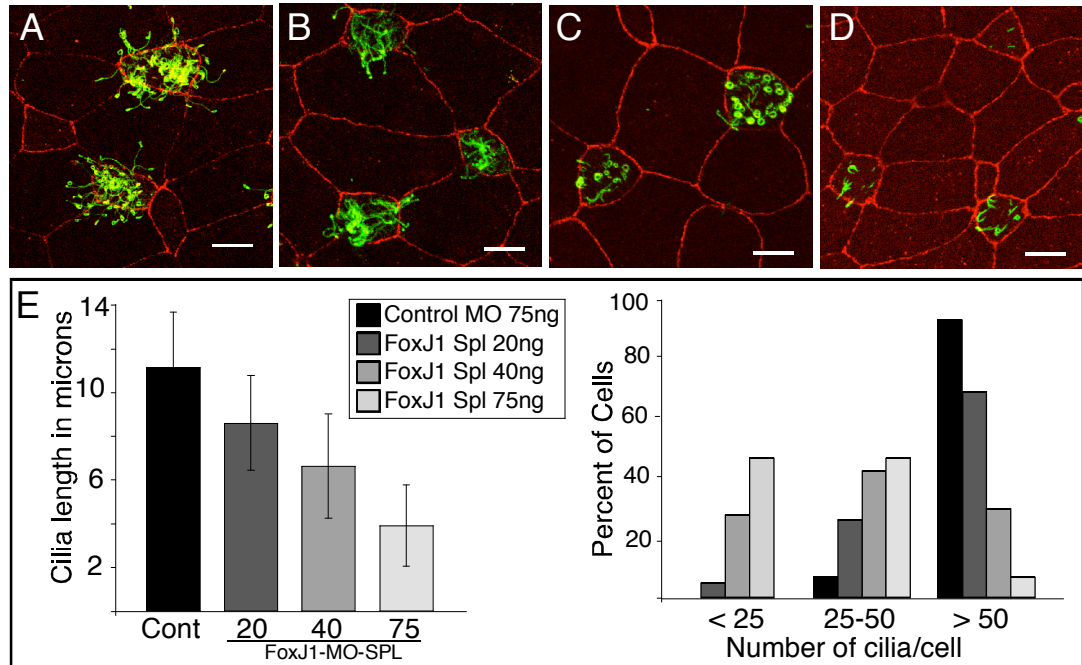 A
B
C
D
E
Cilia length in microns
14
10
6
2
Cont
20
40
75
FoxJ1-MO-SPL
Control MO 75ng
FoxJ1 Spl 20ng
FoxJ1 Spl 40ng
FoxJ1 Spl 75ng
Percent of Cells
100
80
60
40
20
< 25
25-50
> 50
Number of cilia/cell